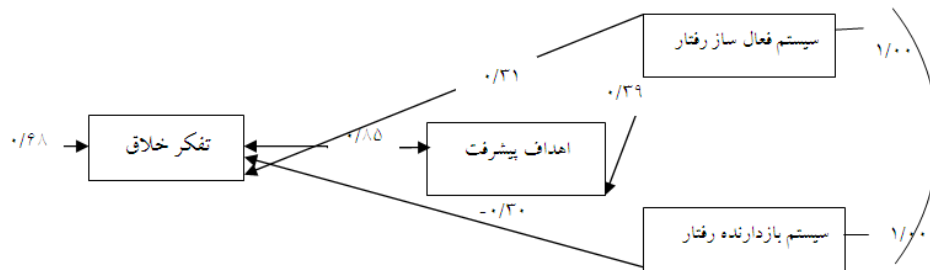 سیستم فعال ساز رفتار
۱/۰۰
۰/۳۱
۰/۳۹
۰/۶۸
تفکر خلاق
۰/۸۵
اهداف پیشرفت
-۰/۳۰
سیستم بازدارنده رفتار
۱/۰۰